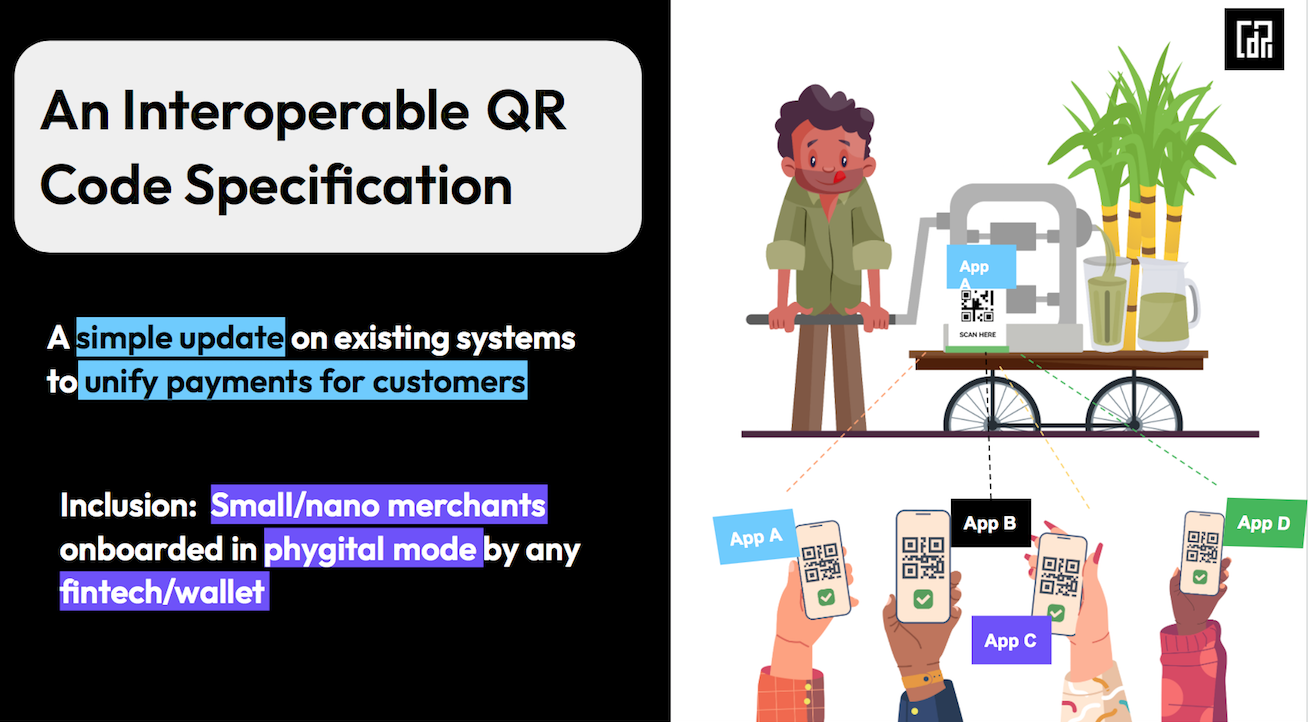 An Interoperable QR
Code Specification
A simple update on existing systems
to unify payments for customers
Inclusion: Small/nano merchants
onboarded in phygital mode by any
fintech/wallet
CDPI
App
A
SCAN HERE
App A
App B
App D
App C